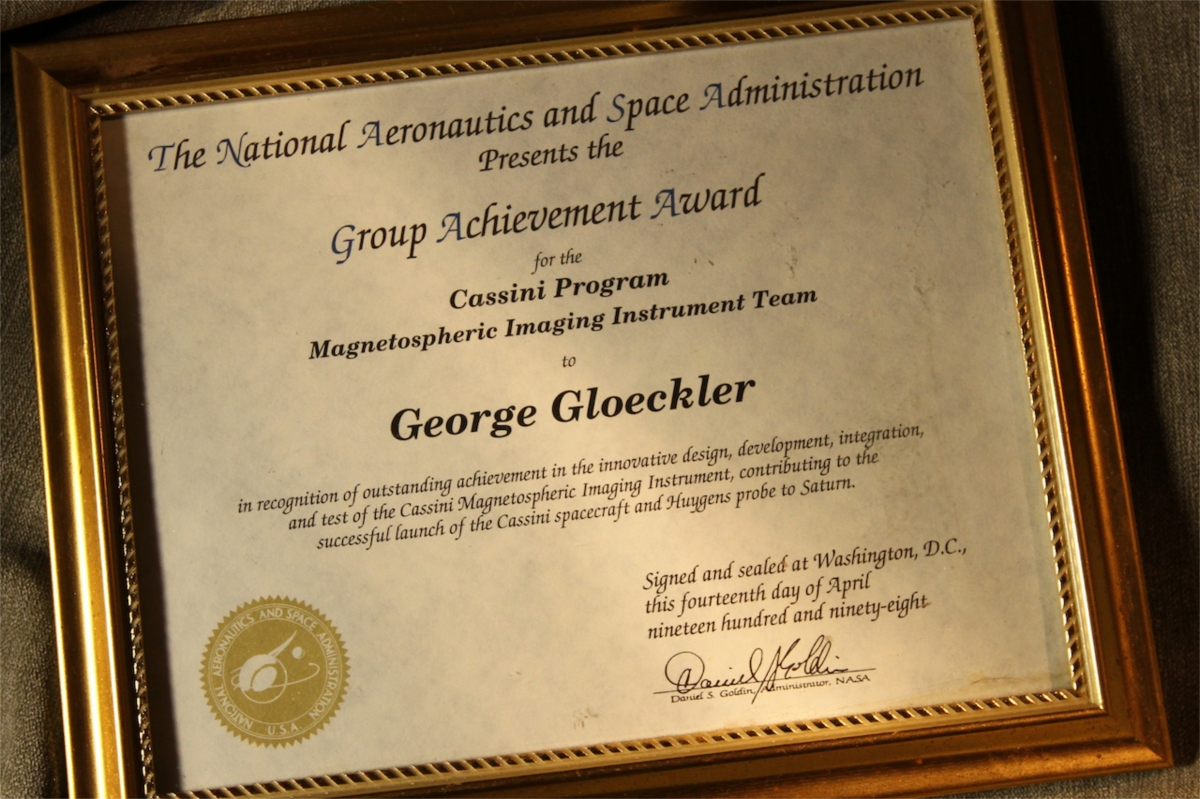 The National Aeronautics and Space Administration
Presents the
Group Achievement Award
for the
Cassini Program
Magnetospheric Imaging Instrument Team
to
George Gloeckler
in recognition of outstanding achievement in the innovative design, development, integration,
and test of the Cassini Magnetospheric Imaging Instrument, contributing to the
successful launch of the Cassini spacecraft and Huygens probe to Saturn.
Signed and sealed at Washington, D.C.,
this fourteenth day of April
nineteen hundred and ninety-eight
Daniel S. Goldin
Daniel S. Goldin, Administrator, NASA
NATIONAL AERONAUTICS AND SPACE ADMINISTRATION
U.S.A.